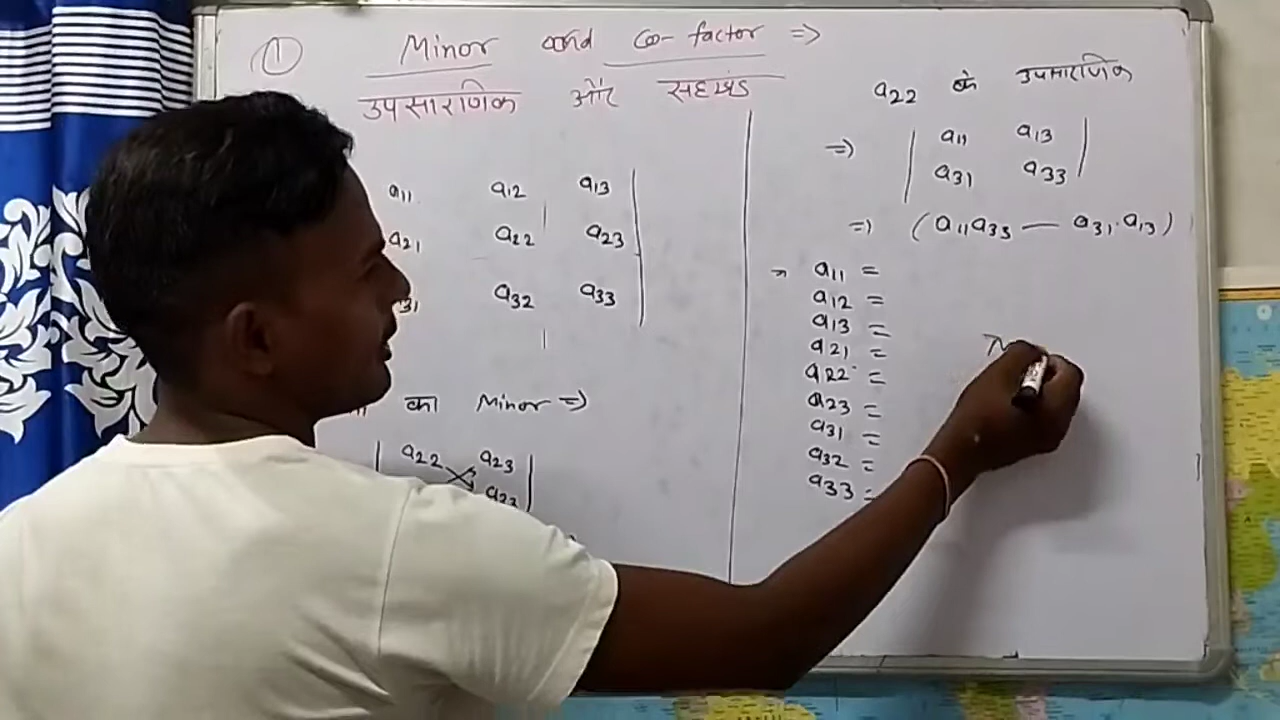 ① Minor and co-factor ⇒
उपसारणिक और सहखंड
a11 a12 a13
a21 a22 a23
31 a32 a33
का Minor ⇒
a22 a23
a23
a22 के उपसारणिक
⇒ | a11 a13 |
| a31 a33 |
⇒ (a11a33 — a31.a13)
a11 =
a12 =
a13 =
a21 =
a22 =
a23 =
a31 =
a32 =
a33 =